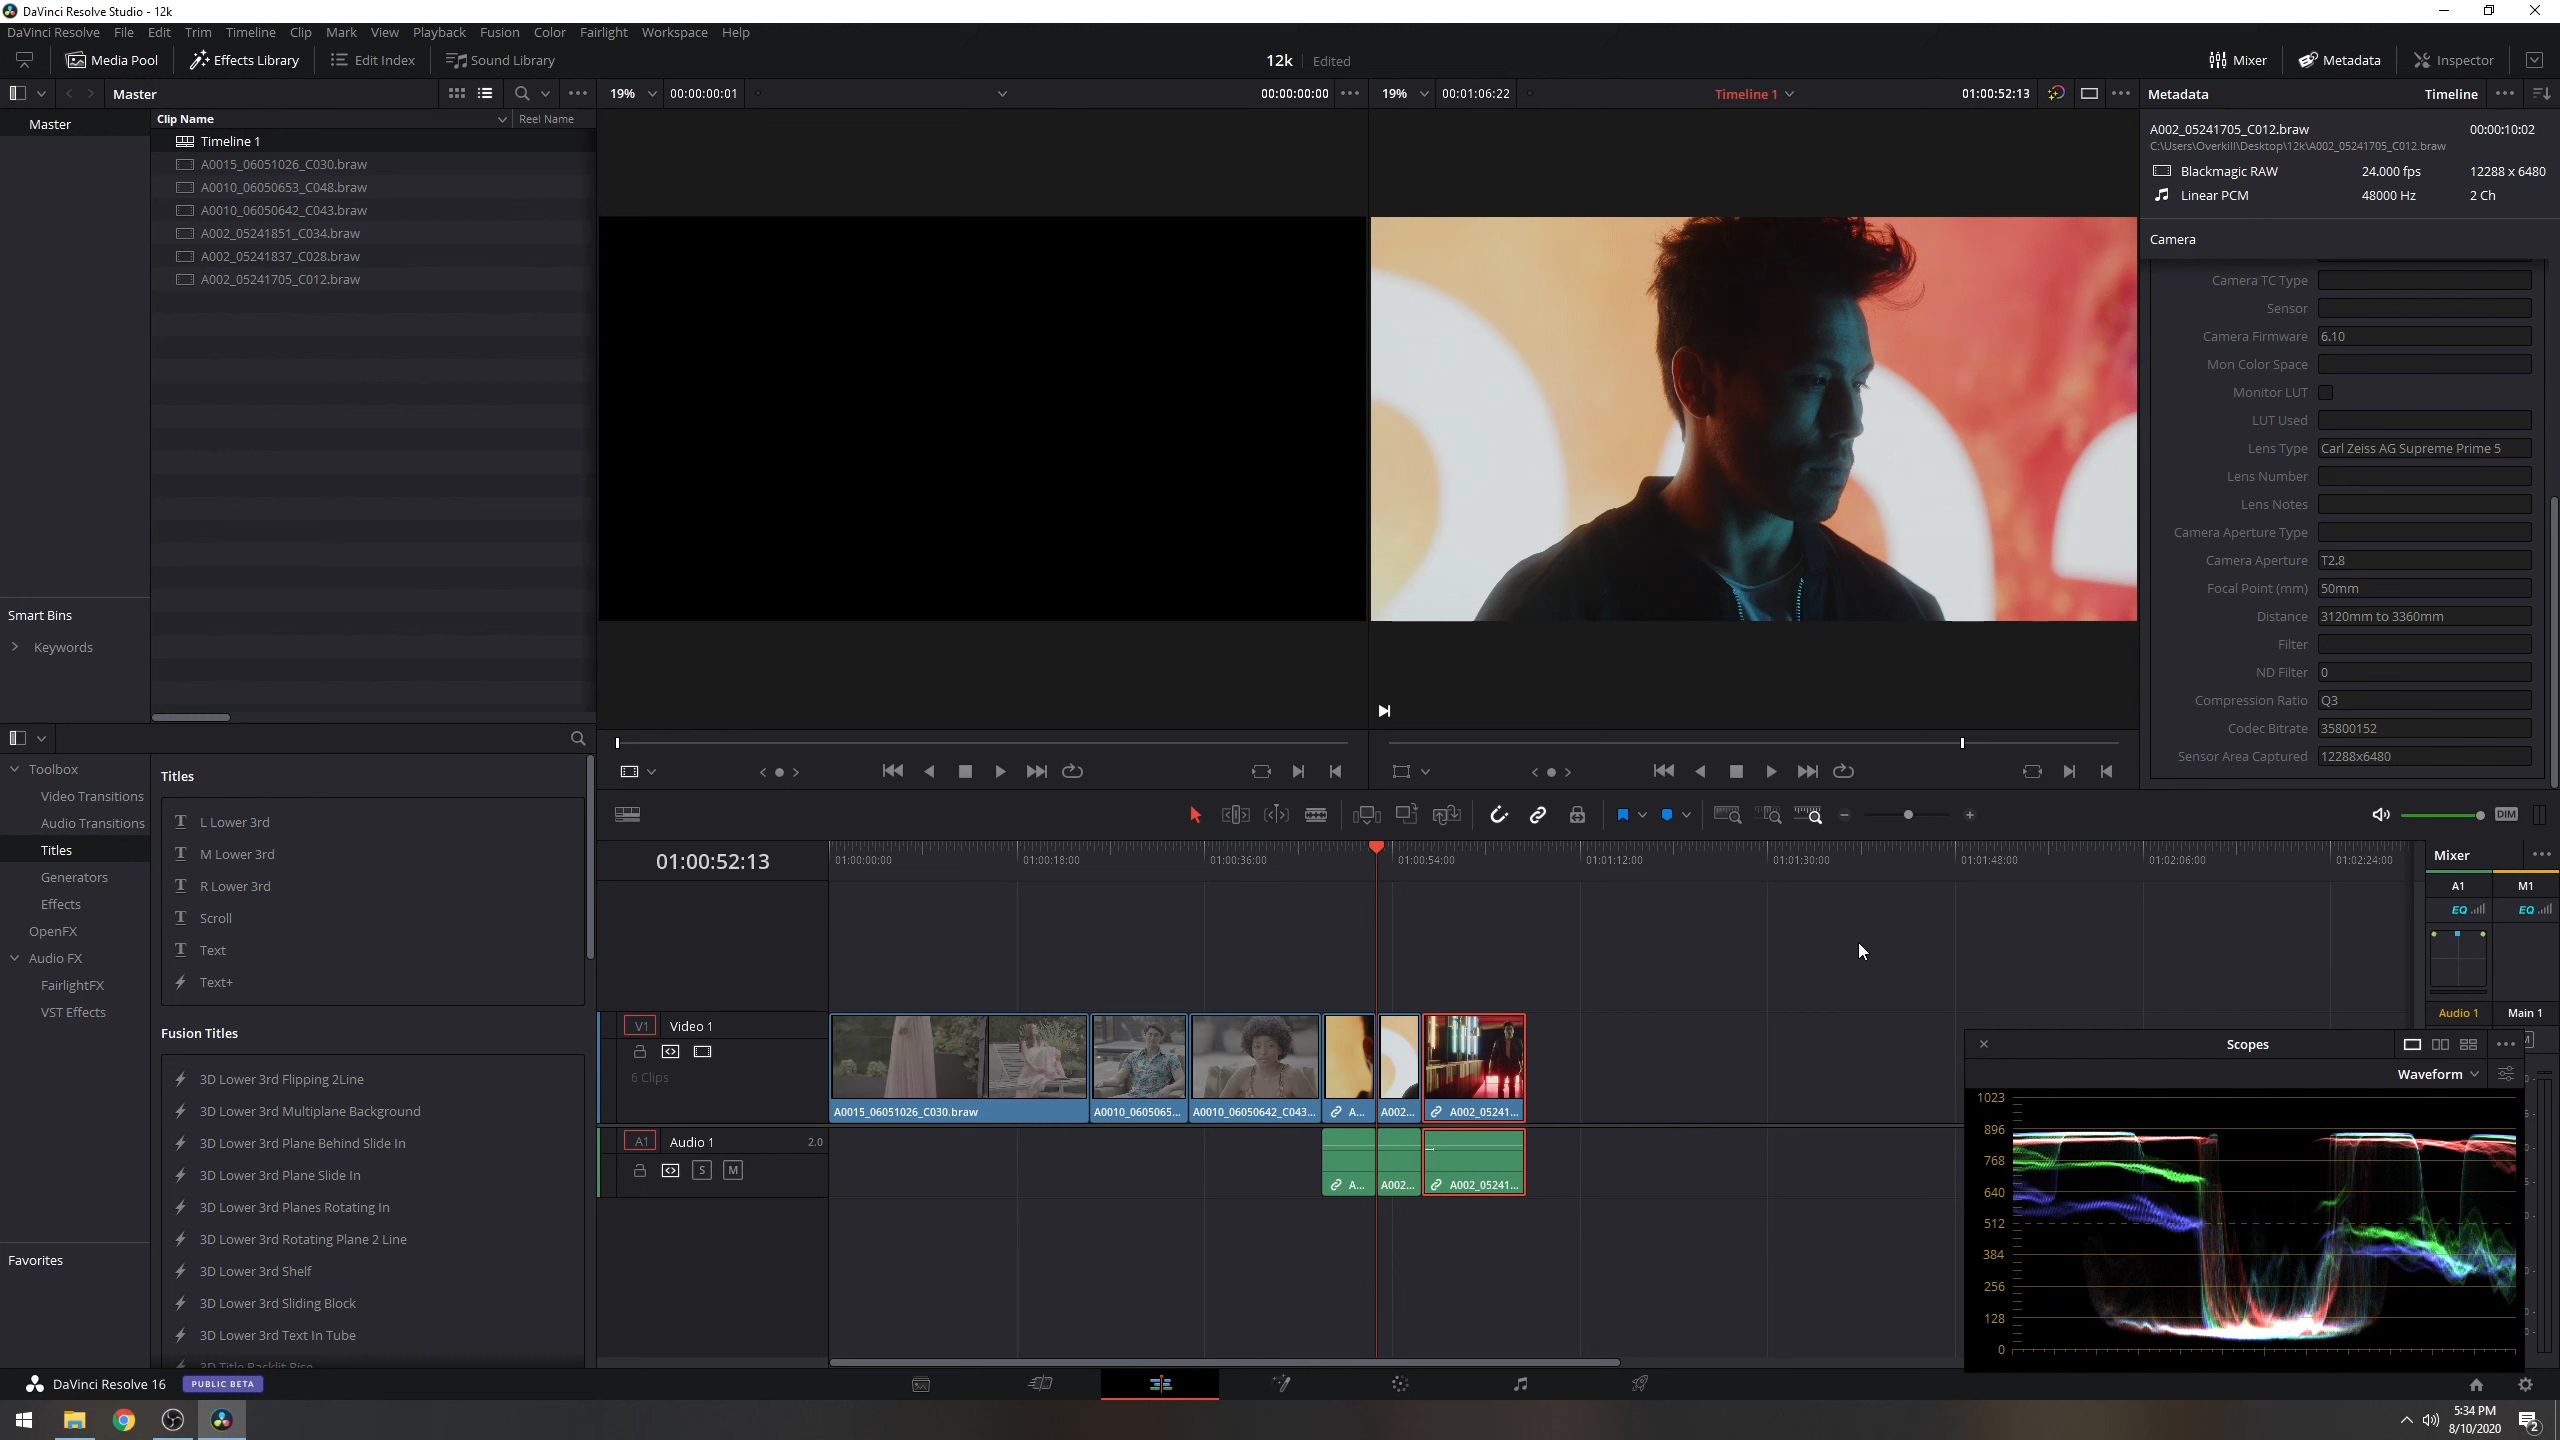 DaVinci Resolve Studio - 12k
DaVinci Resolve File Edit Trim Timeline Clip Mark View Playback Fusion Color Fairlight Workspace Help
Media Pool Effects Library Edit Index Sound Library 12k Edited Mixer Metadata Inspector
Master 19% 00:00:00:01 00:00:00:00 19% 00:01:06:22 Timeline 1 01:00:52:13 Metadata Timeline
Master
Clip Name Reel Name
Timeline 1
A0015_06051026_C030.braw
A0010_06050653_C048.braw
A0010_06050642_C043.braw
A002_05241851_C034.braw
A002_05241837_C028.braw
A002_05241705_C012.braw
Smart Bins
Keywords
A002_05241705_C012.braw 00:00:10:02
C:\Users\Overkill\Desktop\12k\A002_05241705_C012.braw
Blackmagic RAW 24.000 fps 12288 x 6480
Linear PCM 48000 Hz 2 Ch
Camera
Camera TC Type
Sensor
Camera Firmware 6.10
Mon Color Space
Monitor LUT
LUT Used
Lens Type Carl Zeiss AG Supreme Prime 5
Lens Number
Lens Notes
Camera Aperture Type
Camera Aperture T2.8
Focal Point (mm) 50mm
Distance 3120mm to 3360mm
Filter
ND Filter 0
Compression Ratio Q3
Codec Bitrate 35800152
Sensor Area Captured 12288x6480
Toolbox
Video Transitions
Audio Transitions
Titles
Generators
Effects
OpenFX
Audio FX
FairlightFX
VST Effects
Favorites
Titles
L Lower 3rd
M Lower 3rd
R Lower 3rd
Scroll
Text
Text+
Fusion Titles
3D Lower 3rd Flipping 2Line
3D Lower 3rd Multiplane Background
3D Lower 3rd Plane Behind Slide In
3D Lower 3rd Plane Slide In
3D Lower 3rd Planes Rotating In
3D Lower 3rd Rotating Plane 2 Line
3D Lower 3rd Shelf
3D Lower 3rd Sliding Block
3D Lower 3rd Text In Tube
DIM
01:00:52:13
01:00:00:00 01:00:18:00 01:00:36:00 01:00:54:00 01:01:12:00 01:01:30:00 01:01:48:00 01:02:06:00 01:02:24:00
V1 Video 1
6 Clips
A0015_06051026_C030.braw A0010_0605065... A0010_06050642_C043... A... A002... A002_05241...
A1 Audio 1 2.0
S M
A... A002... A002_05241...
Mixer
A1 M1
EQ EQ
Audio 1 Main 1
Scopes
Waveform
1023
896
768
640
512
384
256
128
0
DaVinci Resolve 16 PUBLIC BETA
5:34 PM
8/10/2020
2